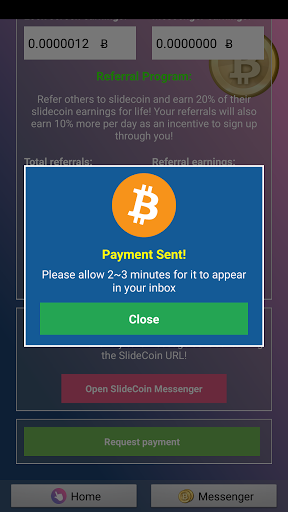 0.0000012 Ƀ 0.0000000 Ƀ
Referral Program:
Refer others to slidecoin and earn 20% of their
slidecoin earnings for life! Your referrals will also
earn 10% more per day as an incentive to sign up
through you!
Total referrals: Referral earnings:
Payment Sent!
Please allow 2~3 minutes for it to appear
in your inbox
Close
the SlideCoin URL!
Open SlideCoin Messenger
Request payment
Home Messenger